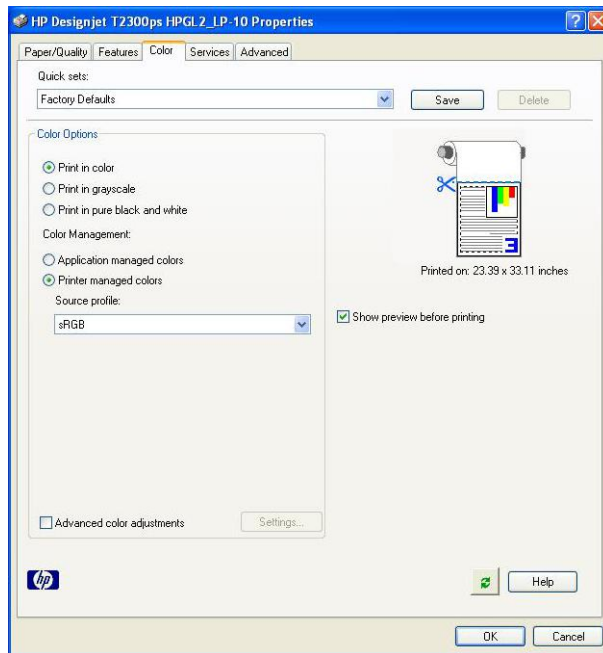 HP Designjet T2300ps HPGL2_LP-10 Properties
Paper/Quality Features Color Services Advanced
Quick sets:
Factory Defaults
Save
Delete
Color Options
Print in color
Print in grayscale
Print in pure black and white
Color Management:
Application managed colors
Printer managed colors
Source profile:
sRGB
3
Printed on: 23.39 x 33.11 inches
Show preview before printing
Advanced color adjustments
Settings...
hp
Help
OK
Cancel